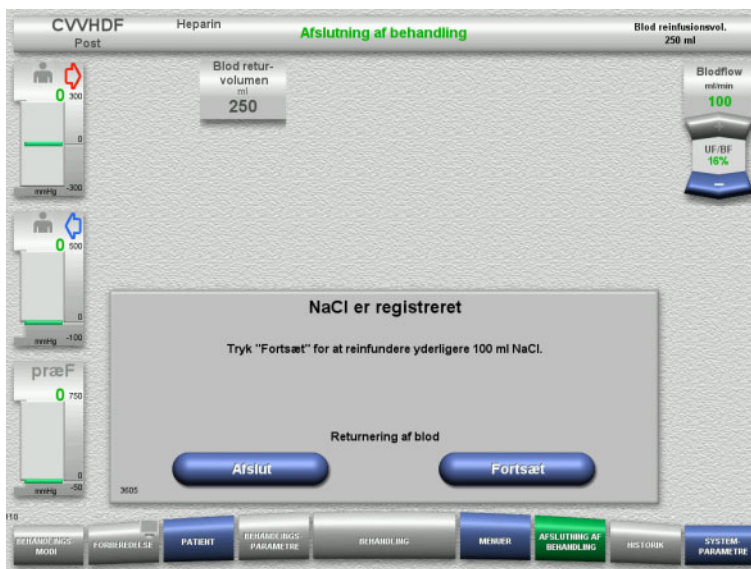 CVVHDF
Post
Heparin
Afslutning af behandling
Blod reinfusionsvol.
250 ml
0
300
0
-300
mmHg
Blod retur-
volumen
ml
250
Blodflow
ml/min
100
UF/BF
16%
0
500
0
-100
mmHg
præF
0
750
0
-50
mmHg
NaCl er registreret
Tryk "Fortsæt" for at reinfundere yderligere 100 ml NaCl.
Returnering af blod
Afslut
Fortsæt
3605
BEHANDLINGS-
MODI
FORBEREDELSE
PATIENT
BEHANDLINGS-
PARAMETRE
BEHANDLING
MENUER
AFSLUTNING AF
BEHANDLING
HISTORIK
SYSTEM-
PARAMETRE